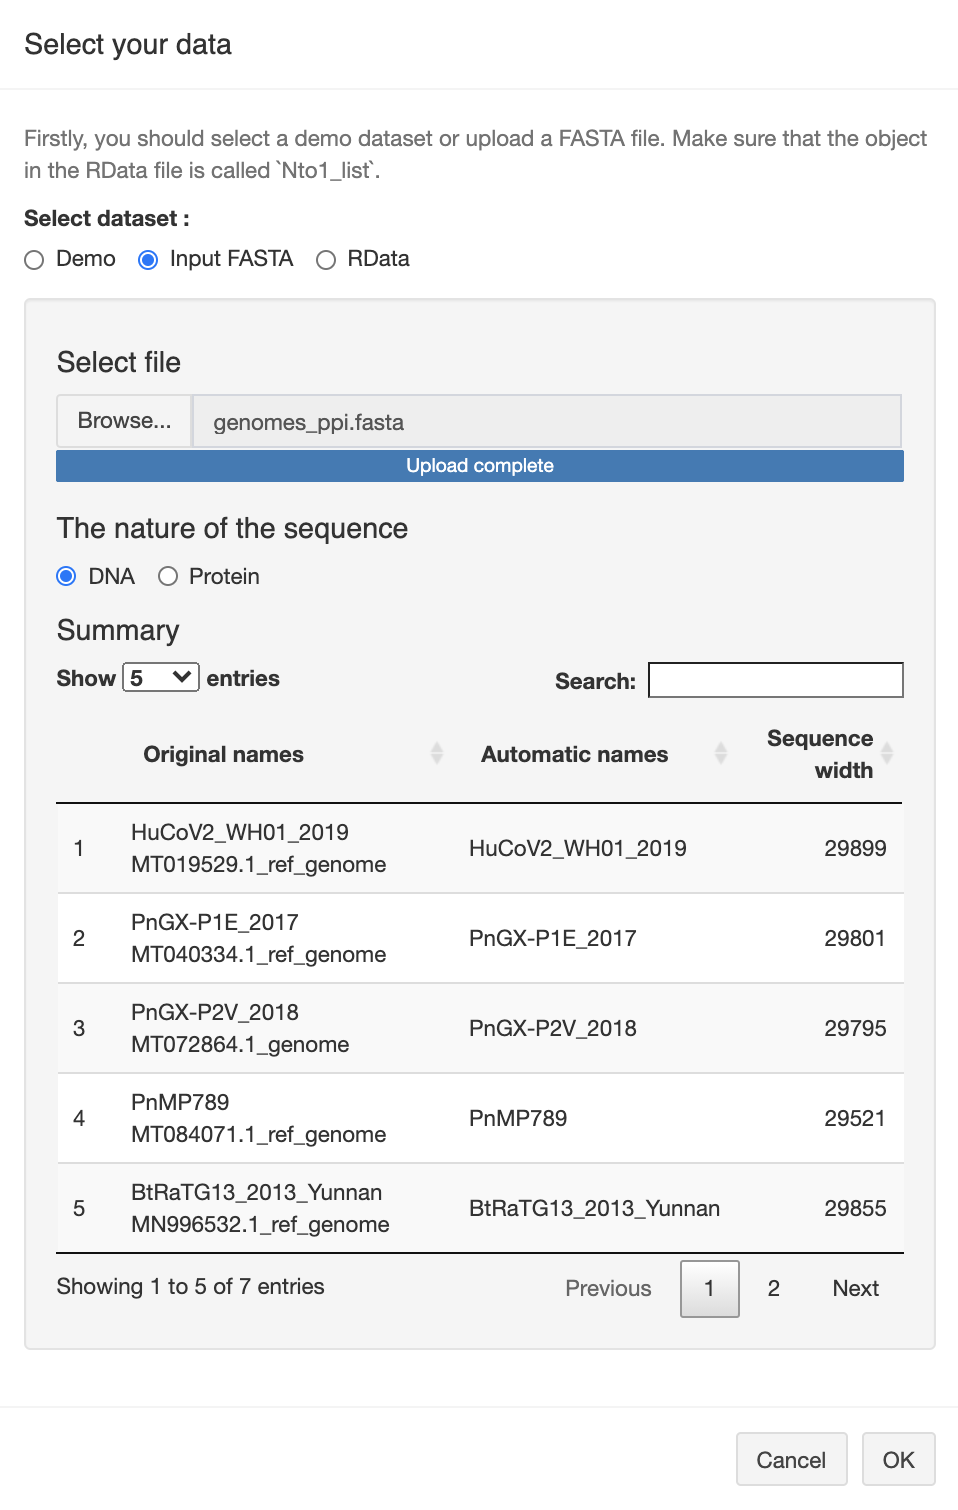 Select your data
Firstly, you should select a demo dataset or upload a FASTA file. Make sure that the object
in the RData file is called `Nto1_list`.
Select dataset :
Demo Input FASTA RData
Select file
Browse... genomes_ppi.fasta
Upload complete
The nature of the sequence
DNA Protein
Summary
Show 5 entries Search:
Original names Automatic names Sequence width
1 HuCoV2_WH01_2019 MT019529.1_ref_genome HuCoV2_WH01_2019 29899
2 PnGX-P1E_2017 MT040334.1_ref_genome PnGX-P1E_2017 29801
3 PnGX-P2V_2018 MT072864.1_genome PnGX-P2V_2018 29795
4 PnMP789 MT084071.1_ref_genome PnMP789 29521
5 BtRaTG13_2013_Yunnan MN996532.1_ref_genome BtRaTG13_2013_Yunnan 29855
Showing 1 to 5 of 7 entries Previous 1 2 Next
Cancel OK